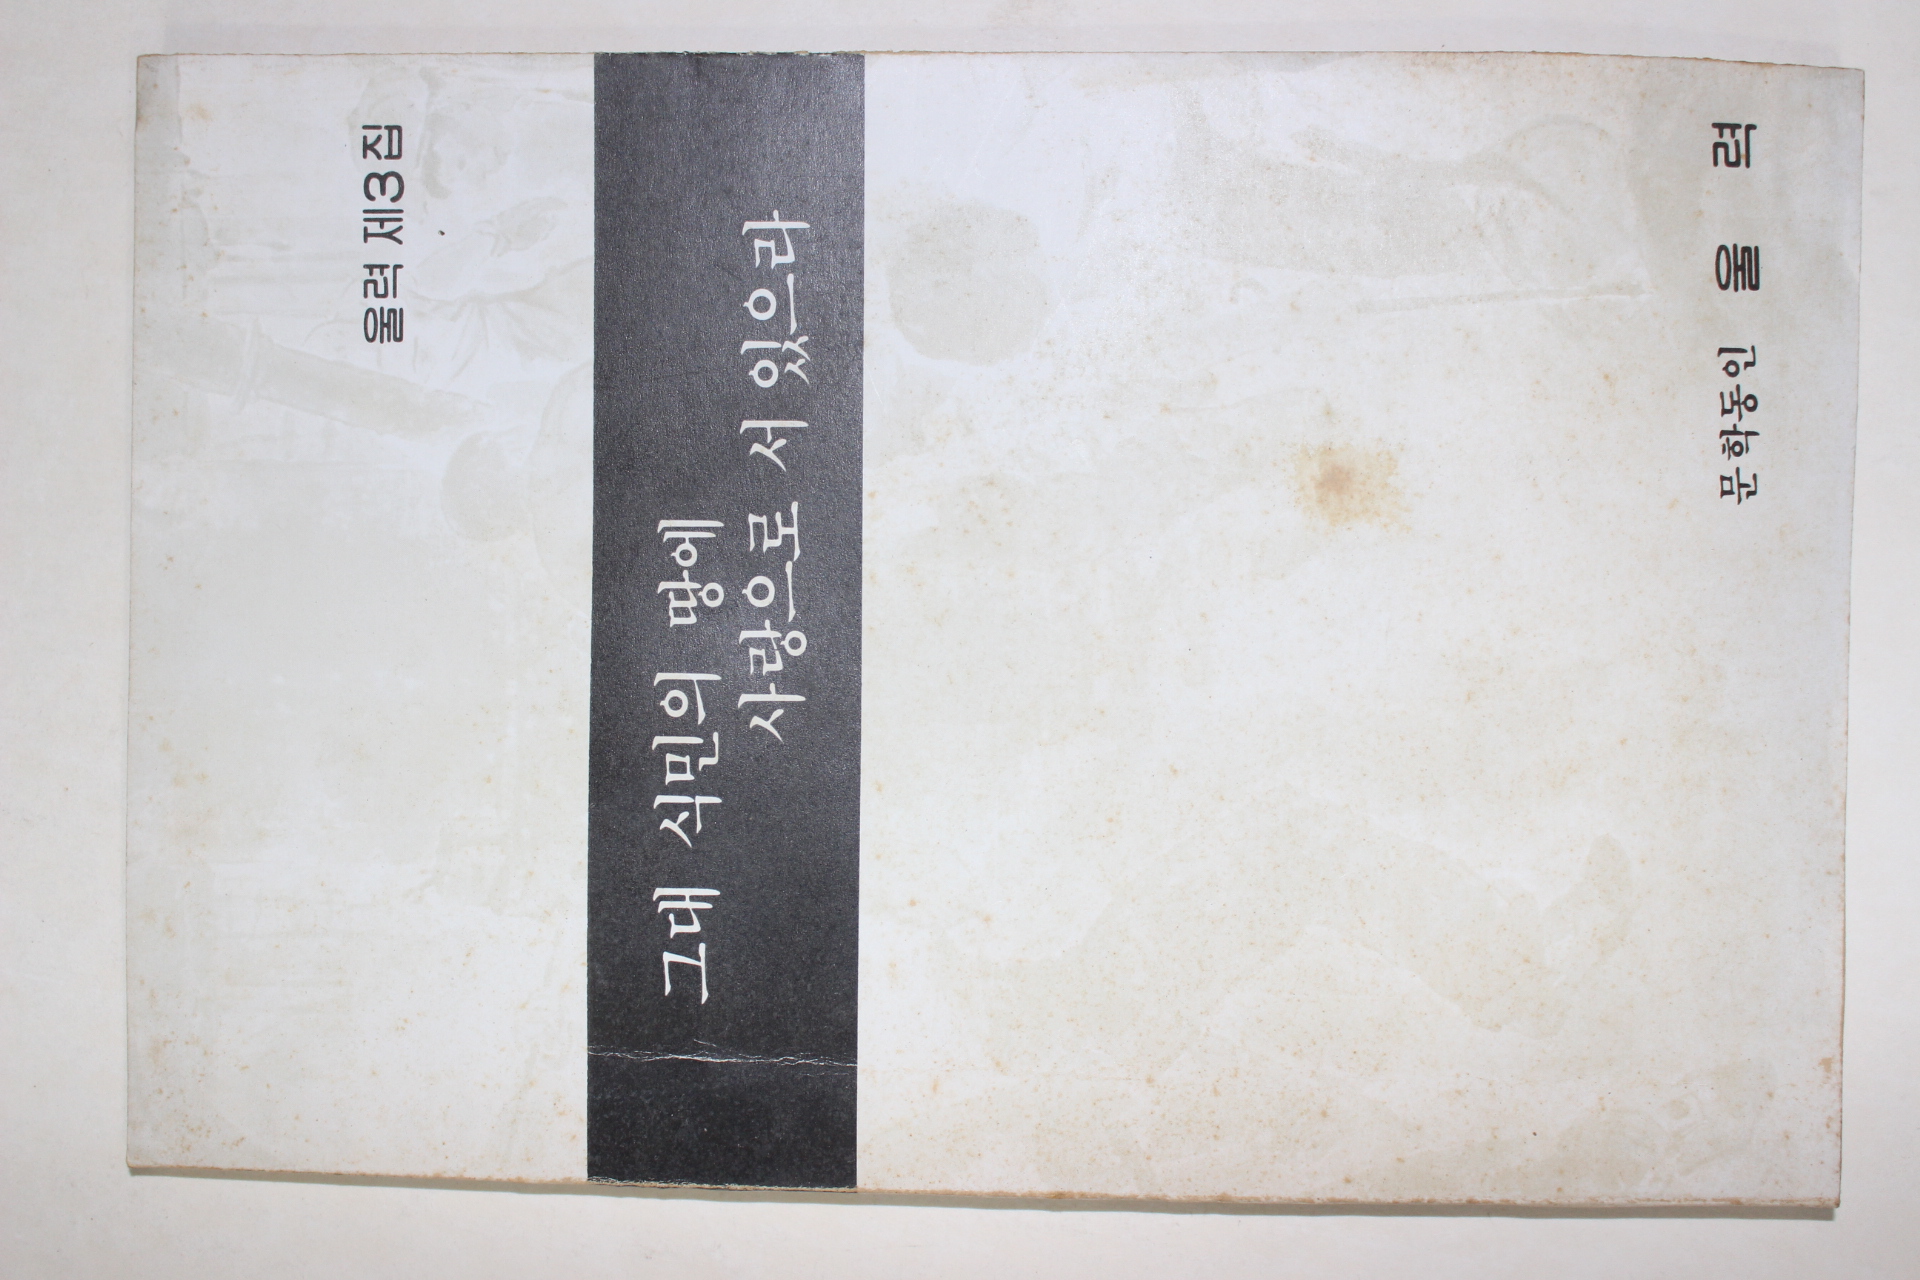 울력 제3집
그대 식민의 땅에
사랑으로 서 있으라
문학동인 울 력